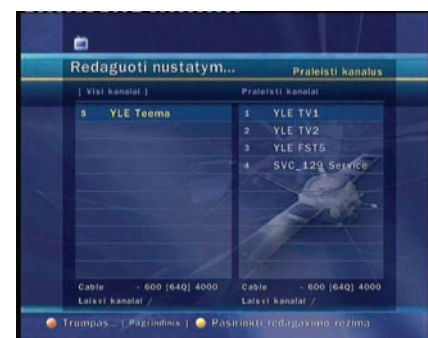 Redaguoti nustatym...
Praleisti kanalus
[ Visi kanalai ]
Praleisti kanalai
5 YLE Teema
1 YLE TV1
2 YLE TV2
3 YLE FST5
4 SVC_129 Service
Cable - 600 [64Q] 4000
Cable - 600 [64Q] 4000
Laisvi kanalai /
Laisvi kanalai /
Trumpas... [ Pagrindinis ] Pasirinkti redagavimo režimą